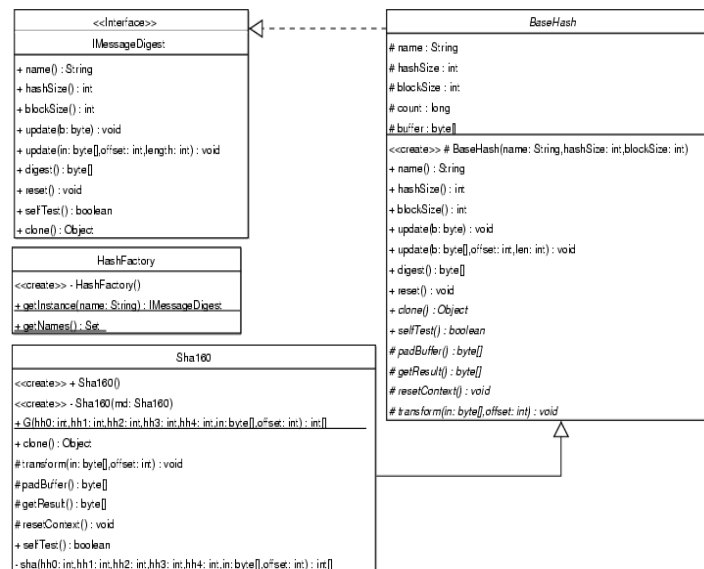 <<Interface>>
IMessageDigest
+ name() : String
+ hashSize() : int
+ blockSize() : int
+ update(b: byte) : void
+ update(in: byte[],offset: int,length: int) : void
+ digest() : byte[]
+ reset() : void
+ selfTest() : boolean
+ clone() : Object
BaseHash
# name : String
# hashSize : int
# blockSize : int
# count : long
# buffer : byte[]
<<create>> # BaseHash(name: String,hashSize: int,blockSize: int)
+ name() : String
+ hashSize() : int
+ blockSize() : int
+ update(b: byte) : void
+ update(b: byte[],offset: int,len: int) : void
+ digest() : byte[]
+ reset() : void
+ clone() : Object
+ selfTest() : boolean
# padBuffer() : byte[]
# getResult() : byte[]
# resetContext() : void
# transform(in: byte[],offset: int) : void
HashFactory
<<create>> - HashFactory()
+ getInstance(name: String) : IMessageDigest
+ getNames() : Set
Sha160
<<create>> + Sha160()
<<create>> - Sha160(md: Sha160)
+ G(hh0: int,hh1: int,hh2: int,hh3: int,hh4: int,in: byte[],offset: int) : int[]
+ clone() : Object
# transform(in: byte[],offset: int) : void
# padBuffer() : byte[]
# getResult() : byte[]
# resetContext() : void
+ selfTest() : boolean
- sha(hh0: int,hh1: int,hh2: int,hh3: int,hh4: int,in: byte[],offset: int) : int[]